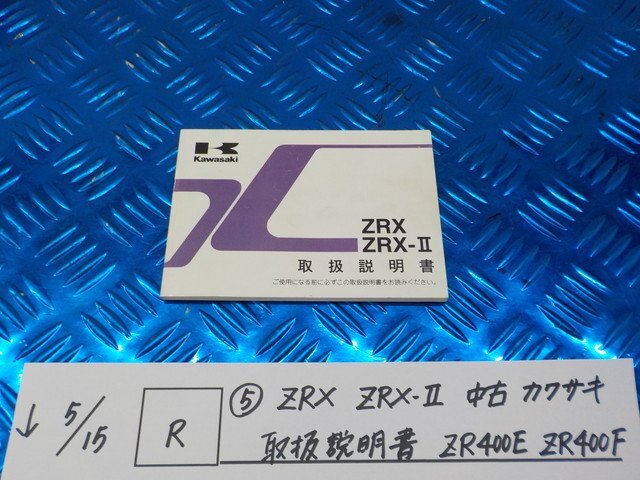 Kawasaki
ZRX
ZRX-II
取扱説明書
ご使用になる前に必ずこの取扱説明書をお読みください。
↓ 5/15 R ⑤ ZRX ZRX-II 中古 カワサキ
取扱説明書 ZR400E ZR400F